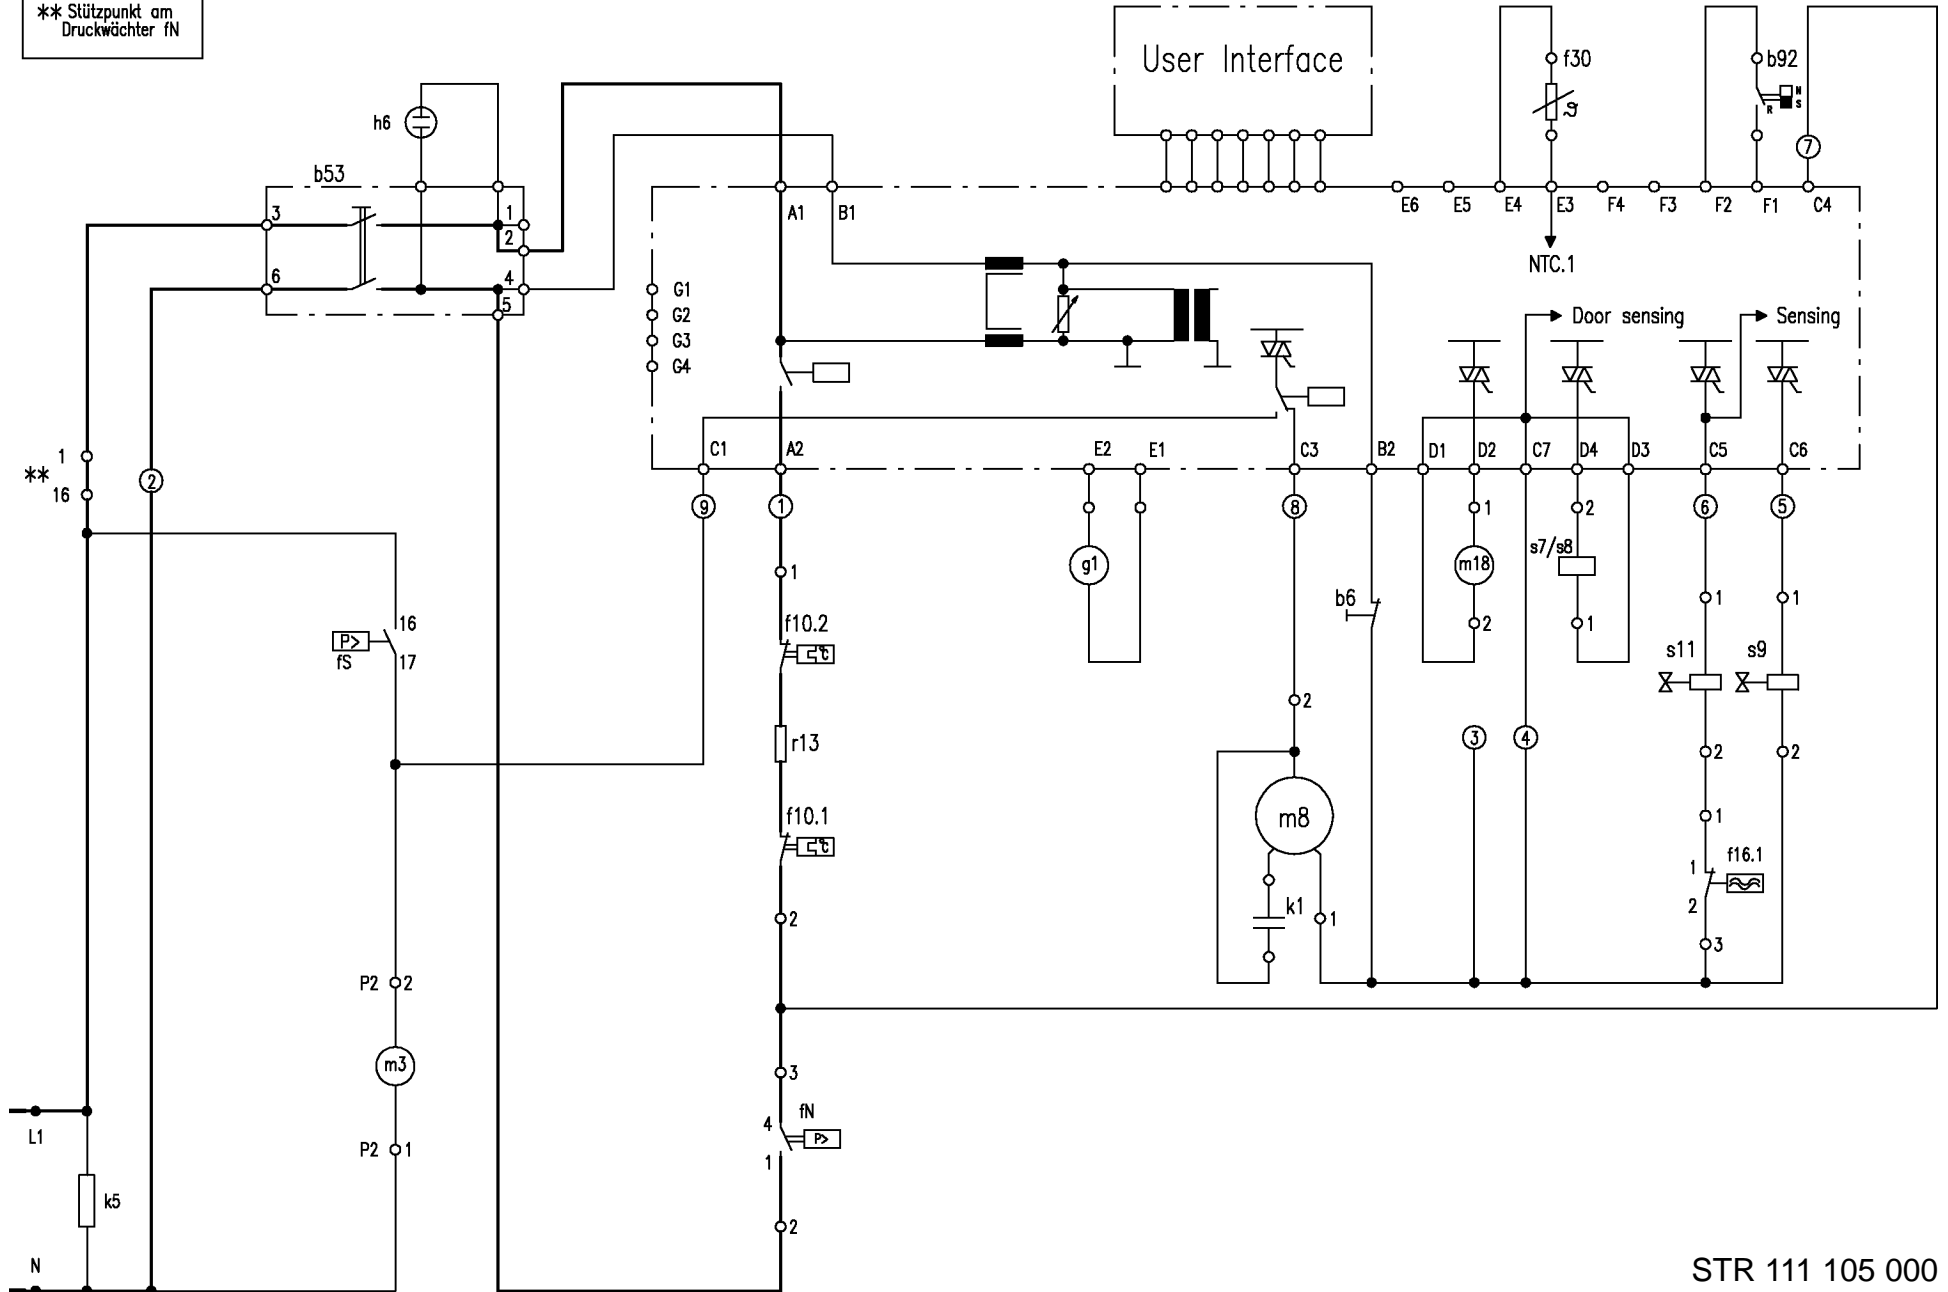 ** Stützpunkt am
Druckwächter fN
User Interface
f30
ϑ
b92
N
S
R
7
h6
b53
3
1
2
6
4
5
A1
B1
E6
E5
E4
E3
F4
F3
F2
F1
C4
NTC.1
G1
G2
G3
G4
Door sensing
Sensing
C1
A2
E2
E1
C3
B2
D1
D2
C7
D4
D3
C5
C6
1
**
16
2
9
1
8
1
2
6
5
g1
m18
s7/s8
1
b6
1
1
2
1
16
P>
fS
17
f10.2
°C
s11
s9
2
r13
3
4
2
2
f10.1
°C
m8
1
1
f16.1
2
2
k1
1
3
P2
2
m3
3
fN
4
P>
1
L1
P2
1
k5
2
N
STR 111 105 000